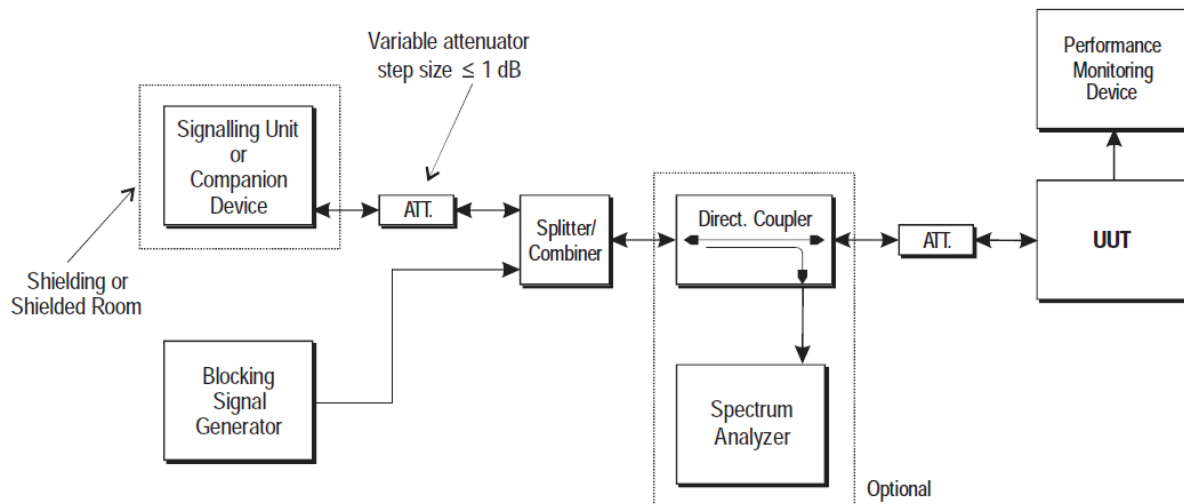 Variable attenuator
step size ≤ 1 dB
Performance
Monitoring
Device
Signalling Unit
or
Companion
Device
ATT.
Splitter/
Combiner
Direct. Coupler
ATT.
UUT
Shielding or
Shielded Room
Blocking
Signal
Generator
Spectrum
Analyzer
Optional